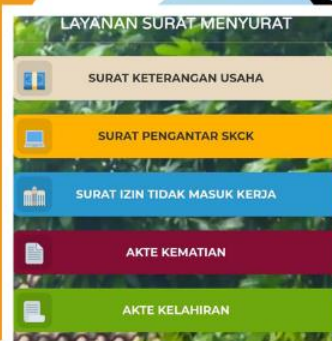 LAYANAN SURAT MENYURAT
SURAT KETERANGAN USAHA
SURAT PENGANTAR SKCK
SURAT IZIN TIDAK MASUK KERJA
AKTE KEMATIAN
AKTE KELAHIRAN